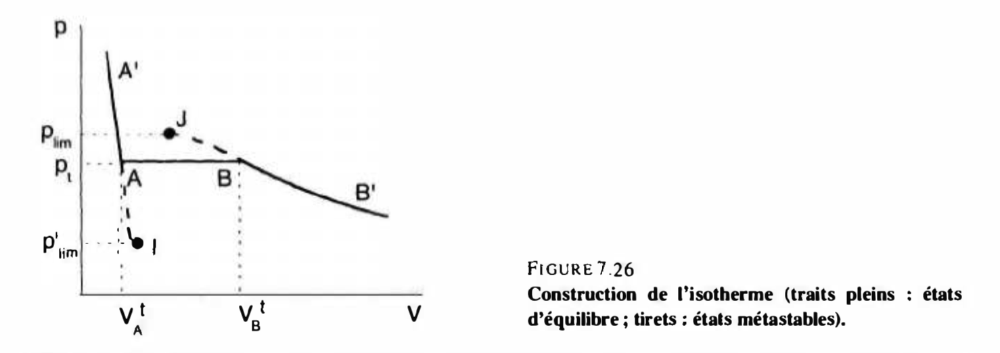 p
A'
J
p_lim
p_t
A
B
B'
p'_lim
I
V_A^t
V_B^t
V
FIGURE 7.26
Construction de l'isotherme (traits pleins : états
d'équilibre ; tirets : états métastables).